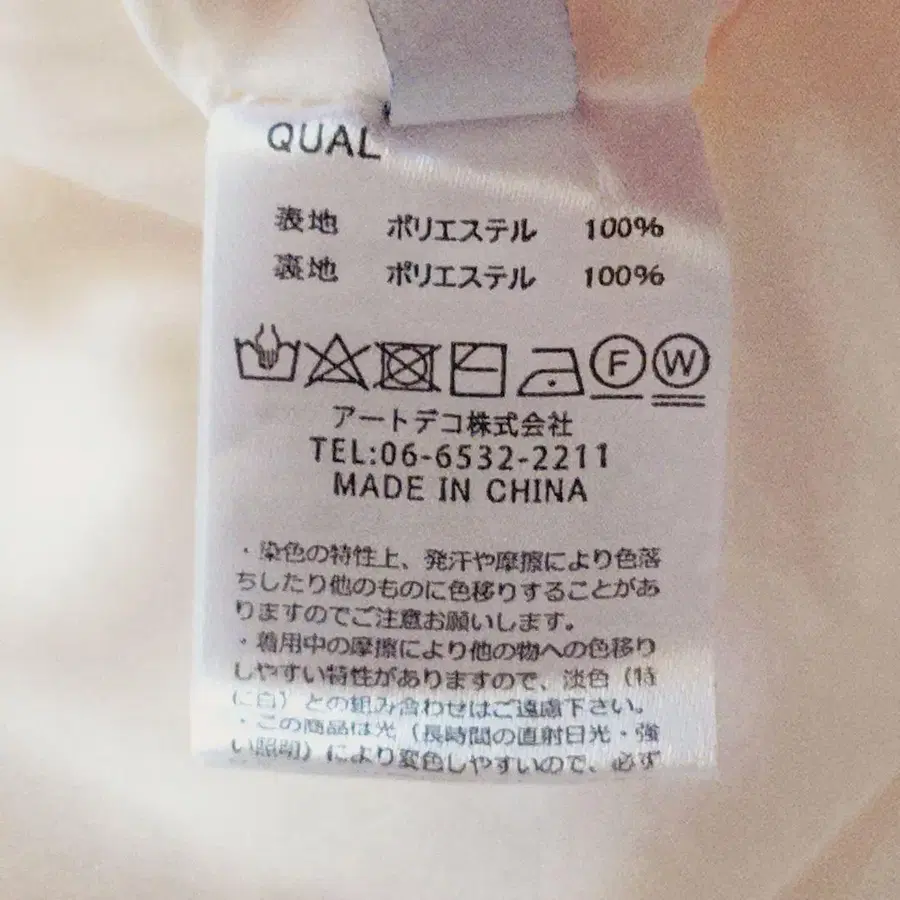 QUAL
表地 ポリエステル 100%
裏地 ポリエステル 100%
F W
アートデコ株式会社
TEL:06-6532-2211
MADE IN CHINA
・染色の特性上、発汗や摩擦により色落
ちしたり他のものに色移りすることがあ
りますのでご注意お願いします。
・着用中の摩擦により他の物への色移り
しやすい特性がありますので、淡色（特
に白）との組み合わせはご遠慮下さい。
・この商品は光（長時間の直射日光・強
い照明）により変色しやすいので、必ず